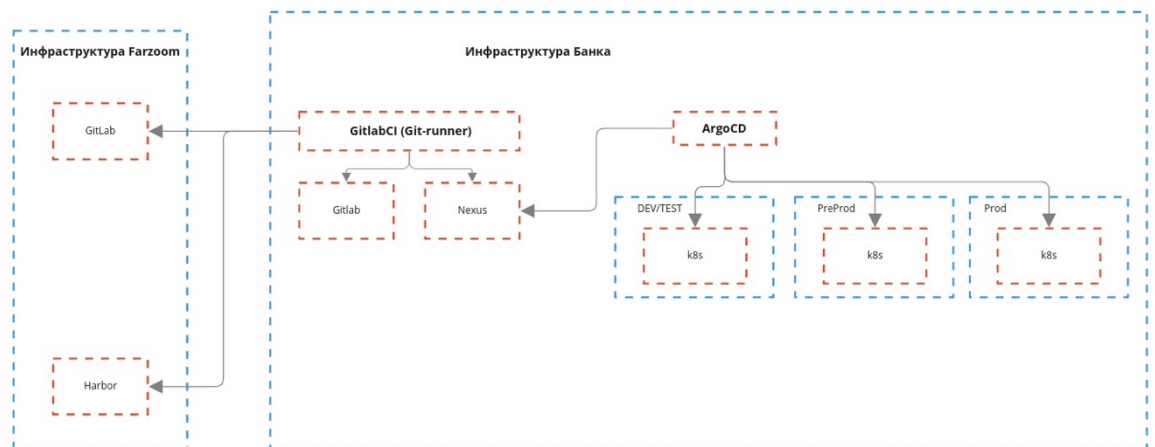 Инфраструктура Farzoom
Инфраструктура Банка
GitLab
GitlabCI (Git-runner)
ArgoCD
Gitlab
Nexus
DEV/TEST
PreProd
Prod
k8s
k8s
k8s
Harbor